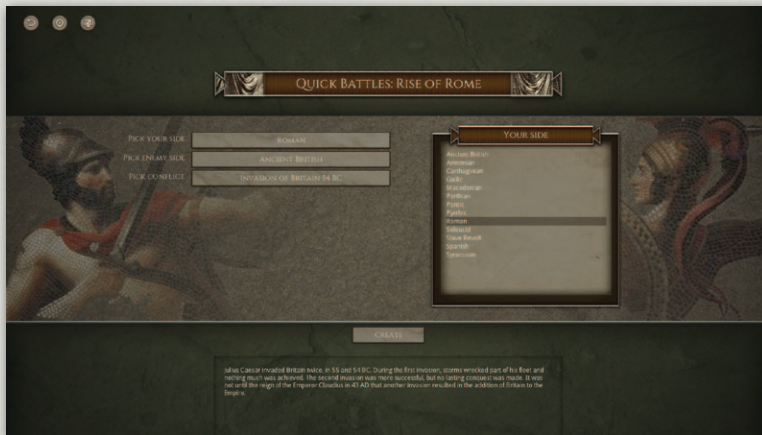 QUICK BATTLES: RISE OF ROME
PICK YOUR SIDE
ROMAN
PICK ENEMY SIDE
ANCIENT BRITISH
PICK CONFLICT
INVASION OF BRITAIN 54 BC
YOUR SIDE
Ancient British
Armenian
Carthaginian
Gallic
Macedonian
Parthian
Pontic
Pyrrhic
Roman
Seleucid
Slave Revolt
Spanish
CREATE
Julius Caesar invaded Britain twice, in 55 and 54 BC. During the first invasion, storms wrecked part of his fleet and
nothing much was achieved. The second invasion was more successful, but no lasting conquest was made. It was
not until the reign of the Emperor Claudius in 43 AD that another invasion resulted in the addition of Britain to the
Empire.